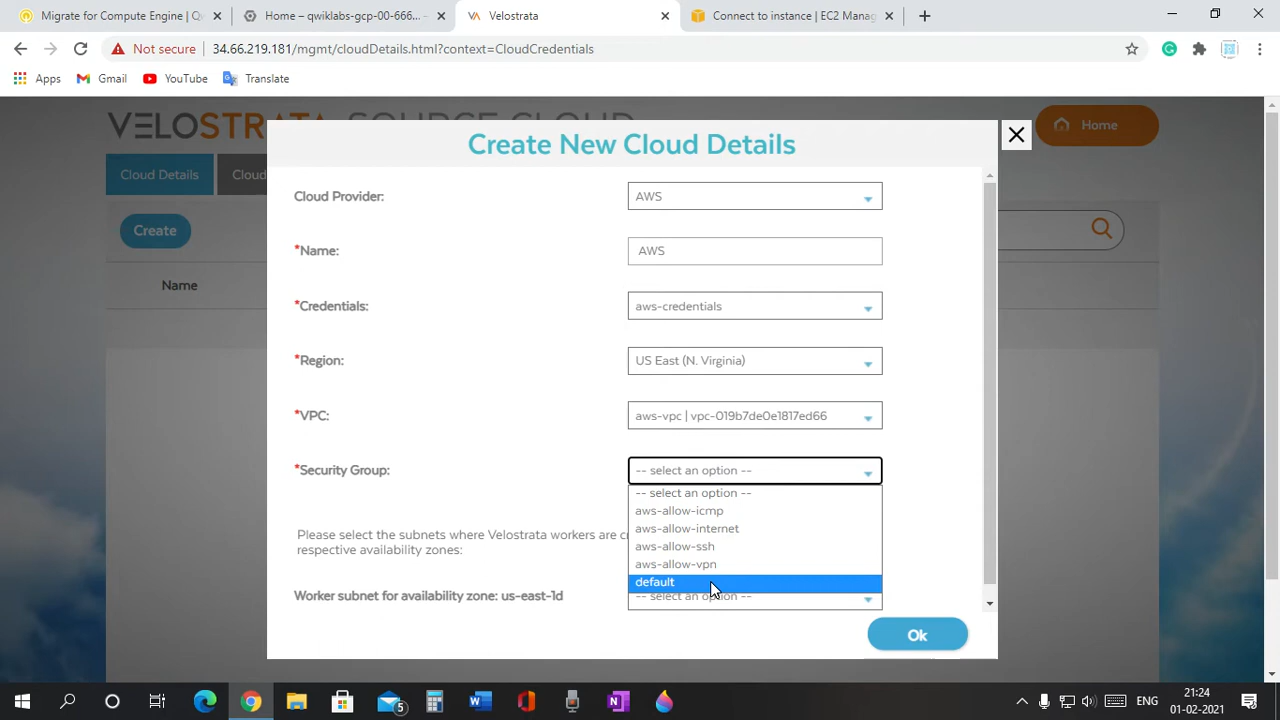 Migrate for Compute Engine | Qw
Home – qwiklabs-gcp-00-666...
Velostrata
Connect to instance | EC2 Manag
Not secure
34.66.219.181/mgmt/cloudDetails.html?context=CloudCredentials
Apps
Gmail
YouTube
Translate
VELOSTRATA SOURCE CLOUD
Home
Create New Cloud Details
Cloud Details
Cloud
Cloud Provider:
AWS
Create
*Name:
AWS
Name
*Credentials:
aws-credentials
*Region:
US East (N. Virginia)
*VPC:
aws-vpc | vpc-019b7de0e1817ed66
*Security Group:
-- select an option --
-- select an option --
aws-allow-icmp
aws-allow-internet
aws-allow-ssh
aws-allow-vpn
default
Please select the subnets where Velostrata workers are
respective availability zones:
Worker subnet for availability zone: us-east-1d
-- select an option --
Ok
5
ENG
21:24
01-02-2021